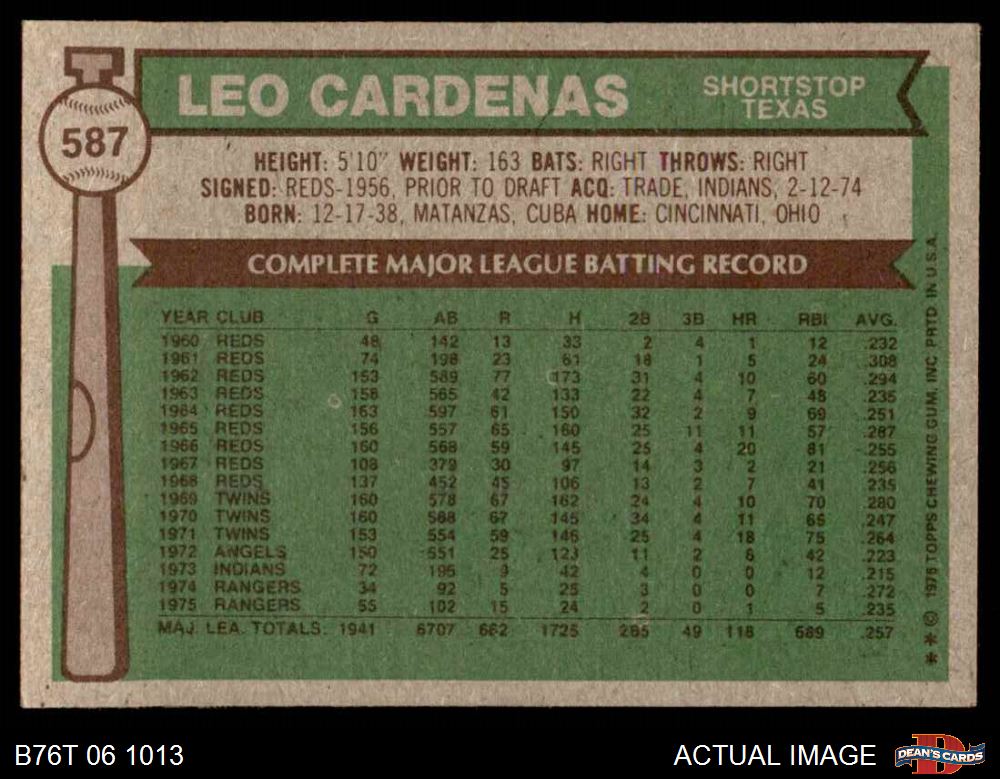 LEO CARDENAS SHORTSTOP
TEXAS
587
HEIGHT: 5'10" WEIGHT: 163 BATS: RIGHT THROWS: RIGHT
SIGNED: REDS-1956, PRIOR TO DRAFT ACQ: TRADE, INDIANS, 2-12-74
BORN: 12-17-38, MATANZAS, CUBA HOME: CINCINNATI, OHIO
COMPLETE MAJOR LEAGUE BATTING RECORD
YEAR CLUB G AB R H 2B 3B HR RBI AVG.
1960 REDS 48 142 13 33 2 4 1 12 .232
1961 REDS 74 198 23 61 18 1 5 24 .308
1962 REDS 153 589 77 173 31 4 10 60 .294
1963 REDS 158 565 42 133 22 4 7 48 .235
1964 REDS 163 597 61 150 32 2 9 69 .251
1965 REDS 156 557 65 160 25 11 11 57 .287
1966 REDS 160 568 59 145 25 4 20 81 .255
1967 REDS 108 379 30 97 14 3 2 21 .256
1968 REDS 137 452 45 106 13 2 7 41 .235
1969 TWINS 160 578 67 162 24 4 10 70 .280
1970 TWINS 160 588 67 145 34 4 11 65 .247
1971 TWINS 153 554 59 146 25 4 18 75 .264
1972 ANGELS 150 551 25 123 11 2 6 42 .223
1973 INDIANS 72 195 9 42 4 0 0 12 .215
1974 RANGERS 34 92 5 25 3 0 0 7 .272
1975 RANGERS 55 102 15 24 2 0 1 5 .235
MAJ. LEA. TOTALS. 1941 6707 662 1725 285 49 118 689 .257
** © 1976 TOPPS CHEWING GUM, INC. PRTD. IN U.S.A.
B76T 06 1013 ACTUAL IMAGE DEAN'S CARDS